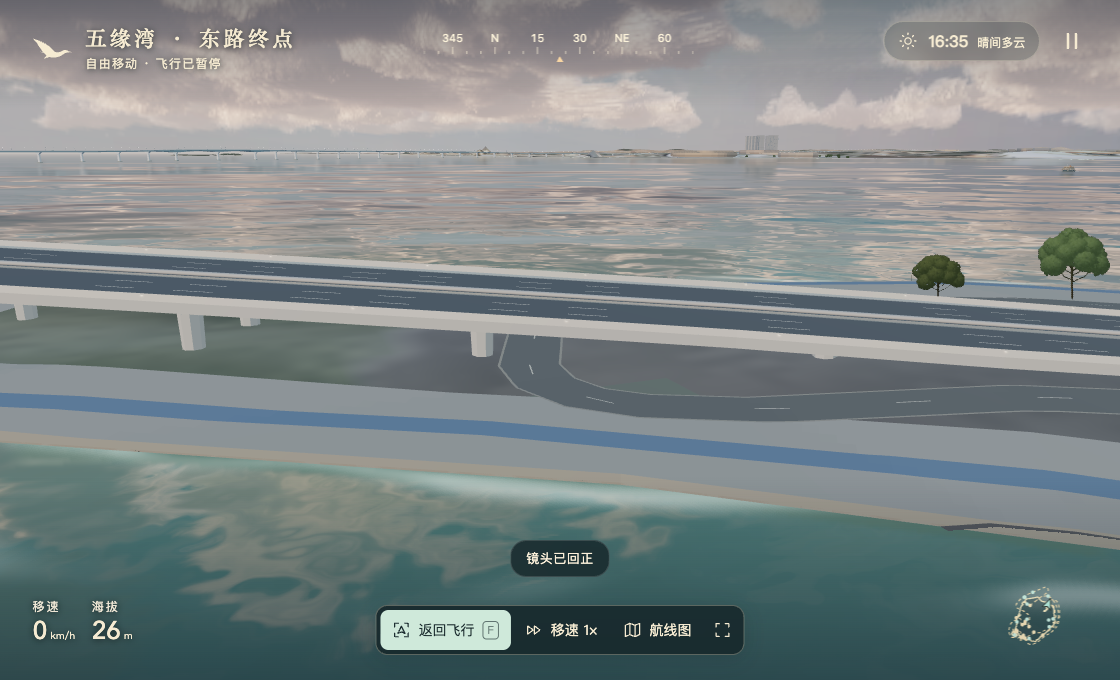 五缘湾 · 东路终点
自由移动 · 飞行已暂停
345 N 15 30 NE 60
16:35 晴间多云
镜头已回正
移速 海拔
0 km/h 26 m
返回飞行 F 移速 1x 航线图